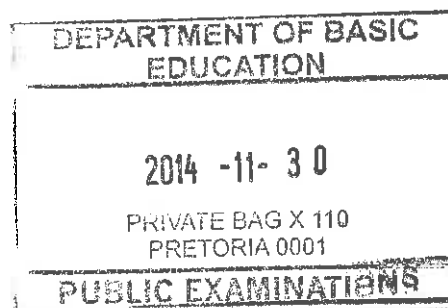 DEPARTMENT OF BASIC
EDUCATION
2014 -11- 30
PRIVATE BAG X 110
PRETORIA 0001
PUBLIC EXAMINATIONS